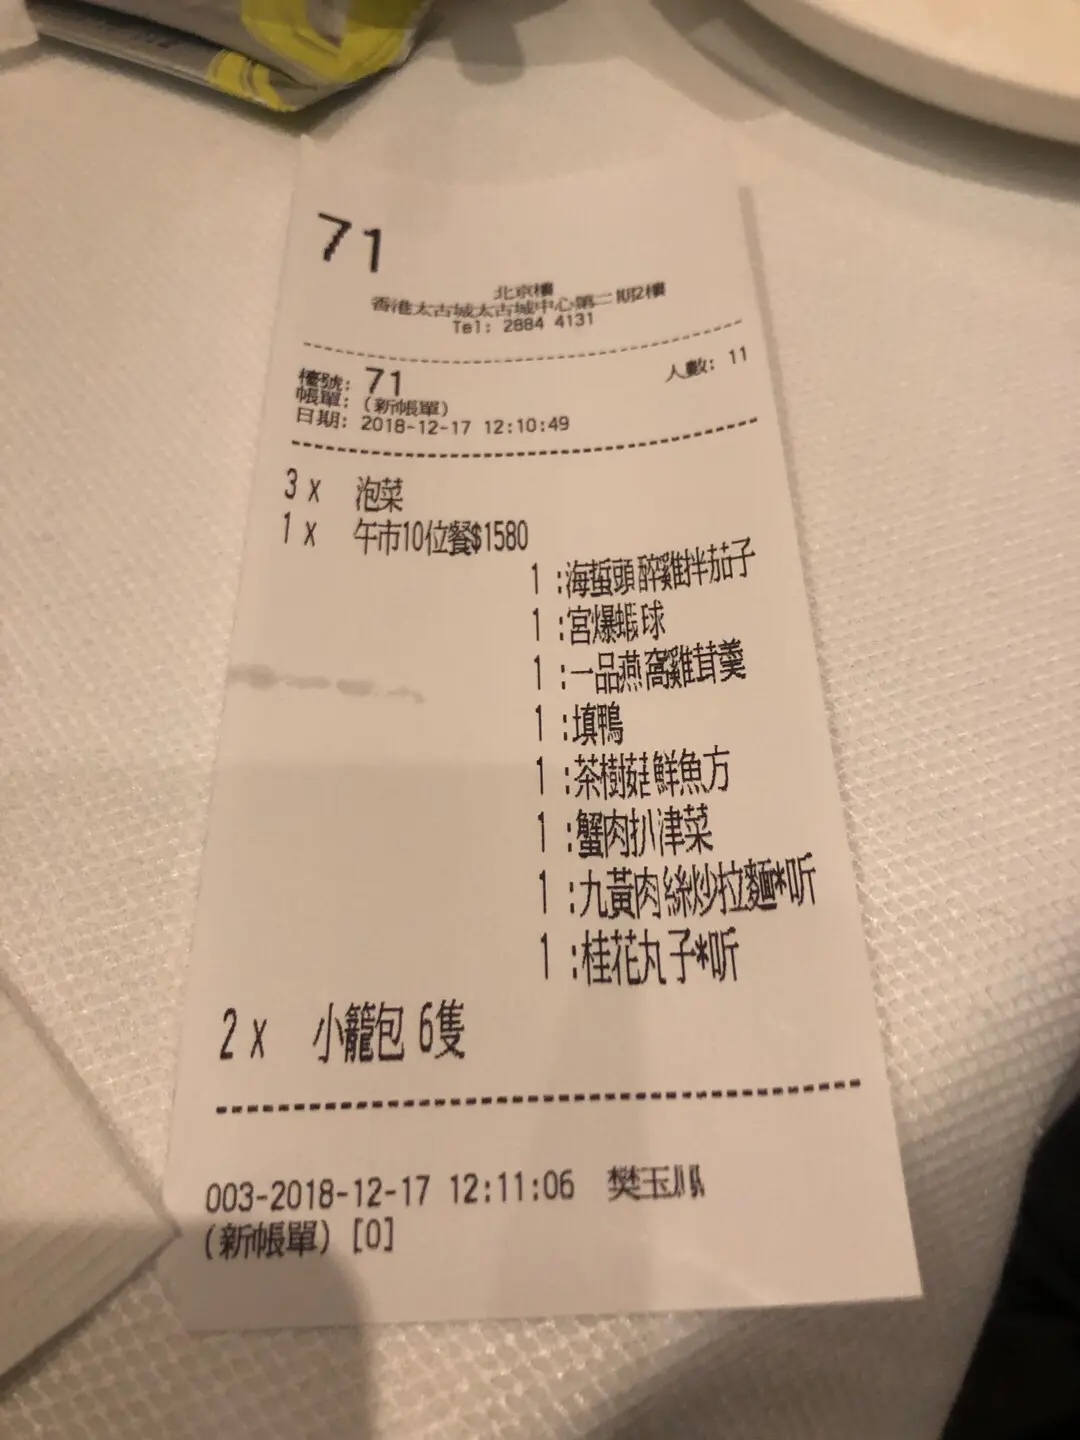 71
北京樓
香港太古城太古城中心第二期2樓
Tel: 2884 4131
檯號: 71
人數: 11
帳單: (新帳單)
日期: 2018-12-17 12:10:49
3 x 泡菜
1 x 午市10位餐$1580
1 :海蜇頭醉雞拌茄子
1 :宮爆蝦球
1 :一品燕窩雞茸羹
1 :填鴨
1 :茶樹菇鮮魚方
1 :蟹肉扒津菜
1 :九黃肉絲炒拉麵*听
1 :桂花丸子*听
2 x 小籠包 6隻
003-2018-12-17 12:11:06 樊玉
(新帳單) [0]